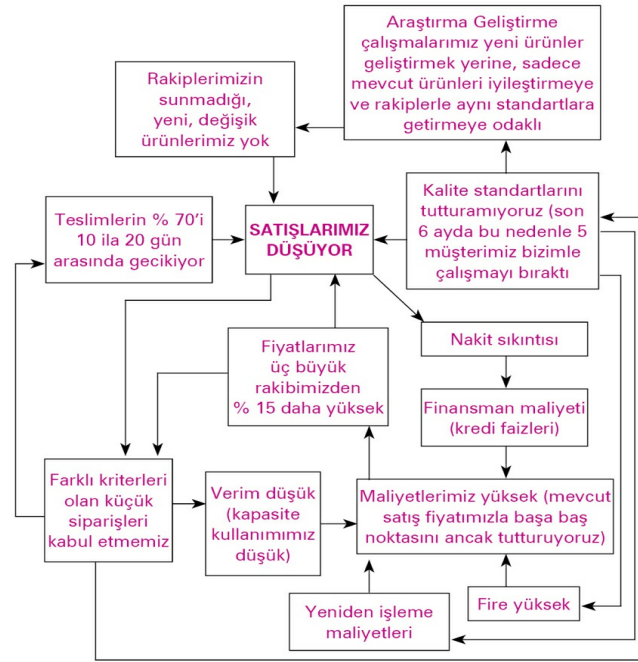 Araştırma Geliştirme
çalışmalarımız yeni ürünler
geliştirmek yerine, sadece
mevcut ürünleri iyileştirmeye
ve rakiplerle aynı standartlara
getirmeye odaklı
Rakiplerimizin
sunmadığı,
yeni, değişik
ürünlerimiz yok
Teslimlerin % 70'i
10 ila 20 gün
arasında gecikiyor
SATIŞLARIMIZ
DÜŞÜYOR
Kalite standartlarını
tutturamıyoruz (son
6 ayda bu nedenle 5
müşterimiz bizimle
çalışmayı bıraktı
Fiyatlarımız
üç büyük
rakibimizden
% 15 daha yüksek
Nakit sıkıntısı
Finansman maliyeti
(kredi faizleri)
Farklı kriterleri
olan küçük
siparişleri
kabul etmemiz
Verim düşük
(kapasite
kullanımımız
düşük)
Maliyetlerimiz yüksek (mevcut
satış fiyatımızla başa baş
noktasını ancak tutturuyoruz)
Yeniden işleme
maliyetleri
Fire yüksek